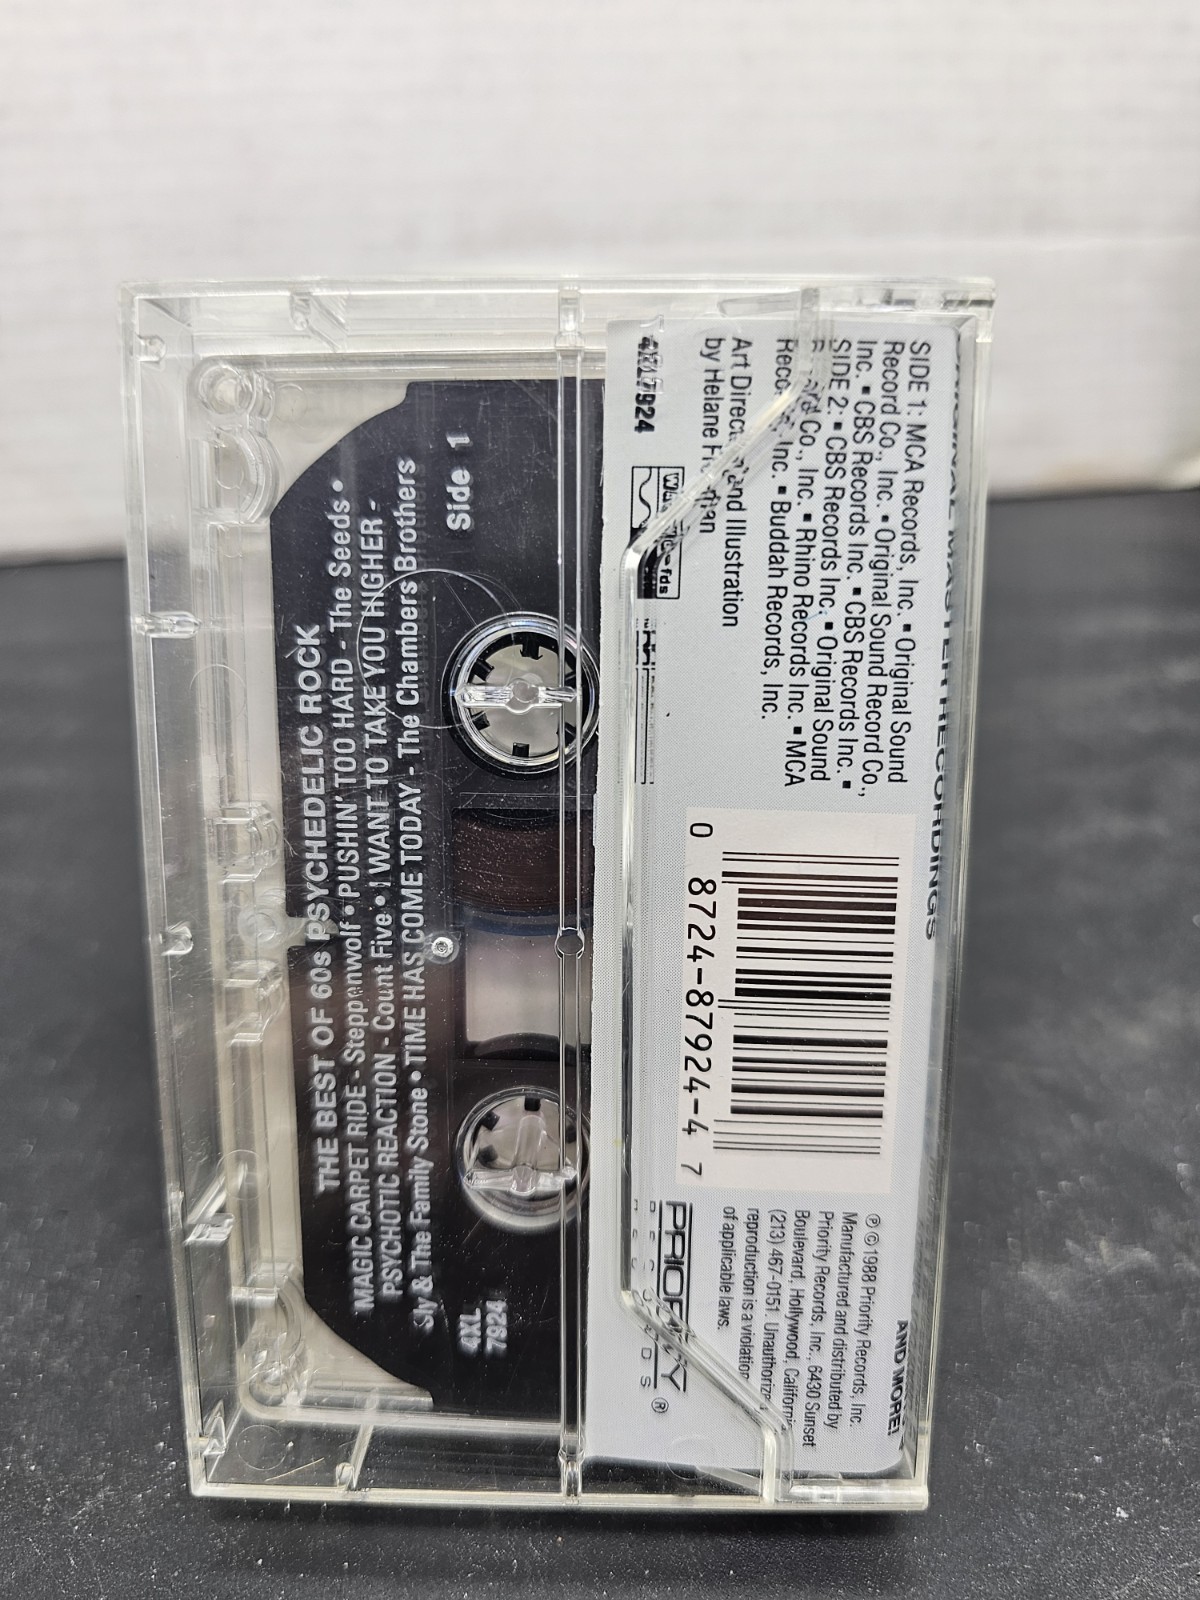 THE BEST OF 60s PSYCHEDELIC ROCK
MAGIC CARPET RIDE - Steppenwolf • PUSHIN' TOO HARD - The Seeds •
PSYCHOTIC REACTION - Count Five • I WANT TO TAKE YOU HIGHER -
Sly & The Family Stone • TIME HAS COME TODAY - The Chambers Brothers
4XL
7924
Side 1
ORIGINAL MASTER RECORDINGS
SIDE 1: MCA Records, Inc. ▪ Original Sound
Record Co., Inc. ▪ Original Sound Record Co.,
Inc. ▪ CBS Records Inc. ▪ CBS Records Inc. ▪
SIDE 2: ▪ CBS Records Inc. ▪ Original Sound
Record Co., Inc. ▪ Rhino Records Inc. ▪ MCA
Records, Inc. ▪ Buddah Records, Inc.
Art Direction and Illustration
by Helane
4XL7924
fds
0 8724-87924-4 7
AND MORE!
℗ © 1988 Priority Records, Inc.
Manufactured and distributed by
Priority Records, Inc., 6430 Sunset
Boulevard, Hollywood, California
(213) 467-0151. Unauthorized
reproduction is a violation
of applicable laws.
PRIORITY
RECORDS ®